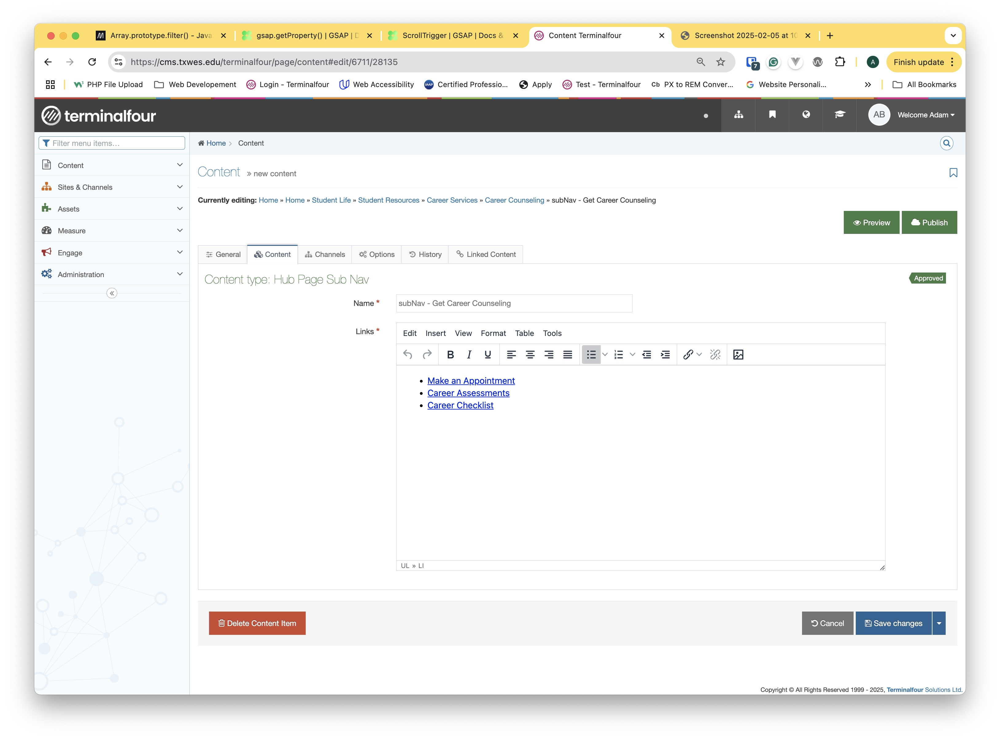 Array.prototype.filter() - Java
gsap.getProperty() | GSAP | D
ScrollTrigger | GSAP | Docs &
Content Terminalfour
Screenshot 2025-02-05 at 10
https://cms.txwes.edu/terminalfour/page/content#edit/6711/28135
7
A
Finish update
PHP File Upload
Web Developement
Login - Terminalfour
Web Accessibility
IAAP
Certified Professio...
Apply
Test - Terminalfour
Cb
PX to REM Conver...
Website Personali...
All Bookmarks
terminalfour
AB
Welcome Adam
Filter menu items...
Home
Content
Content
Sites & Channels
Assets
Measure
Engage
Administration
Content » new content
Currently editing: Home » Home » Student Life » Student Resources » Career Services » Career Counseling » subNav - Get Career Counseling
Preview
Publish
General
Content
Channels
Options
History
Linked Content
Content type: Hub Page Sub Nav
Approved
Name *
subNav - Get Career Counseling
Links *
Edit Insert View Format Table Tools
B I U
• Make an Appointment
• Career Assessments
• Career Checklist
UL » LI
Delete Content Item
Cancel
Save changes
Copyright © All Rights Reserved 1999 - 2025, Terminalfour Solutions Ltd.